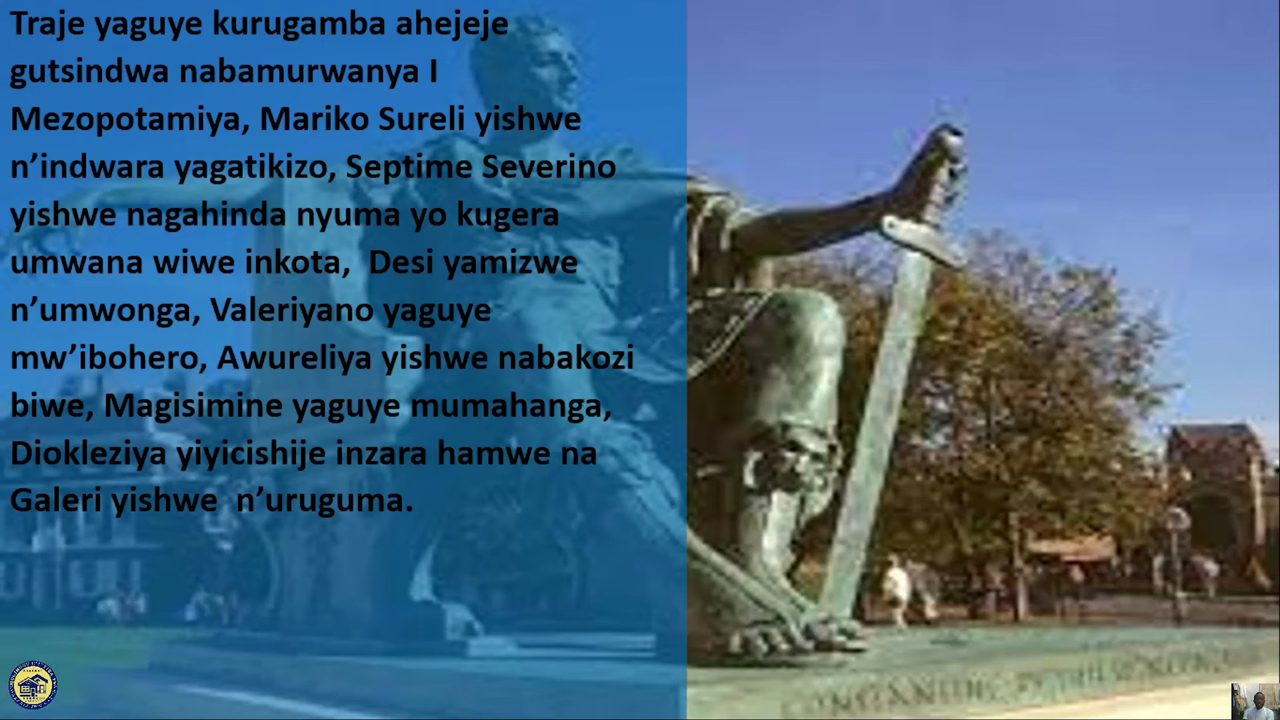 Traje yaguye kurugamba ahejeje
gutsindwa nabamurwanya I
Mezopotamiya, Mariko Sureli yishwe
n’indwara yagatikizo, Septime Severino
yishwe nagahinda nyuma yo kugera
umwana wiwe inkota,  Desi yamizwe
n’umwonga, Valeriyano yaguye
mw’ibohero, Awureliya yishwe nabakozi
biwe, Magisimine yaguye mumahanga,
Diokleziya yiyicishije inzara hamwe na
Galeri yishwe  n’uruguma.